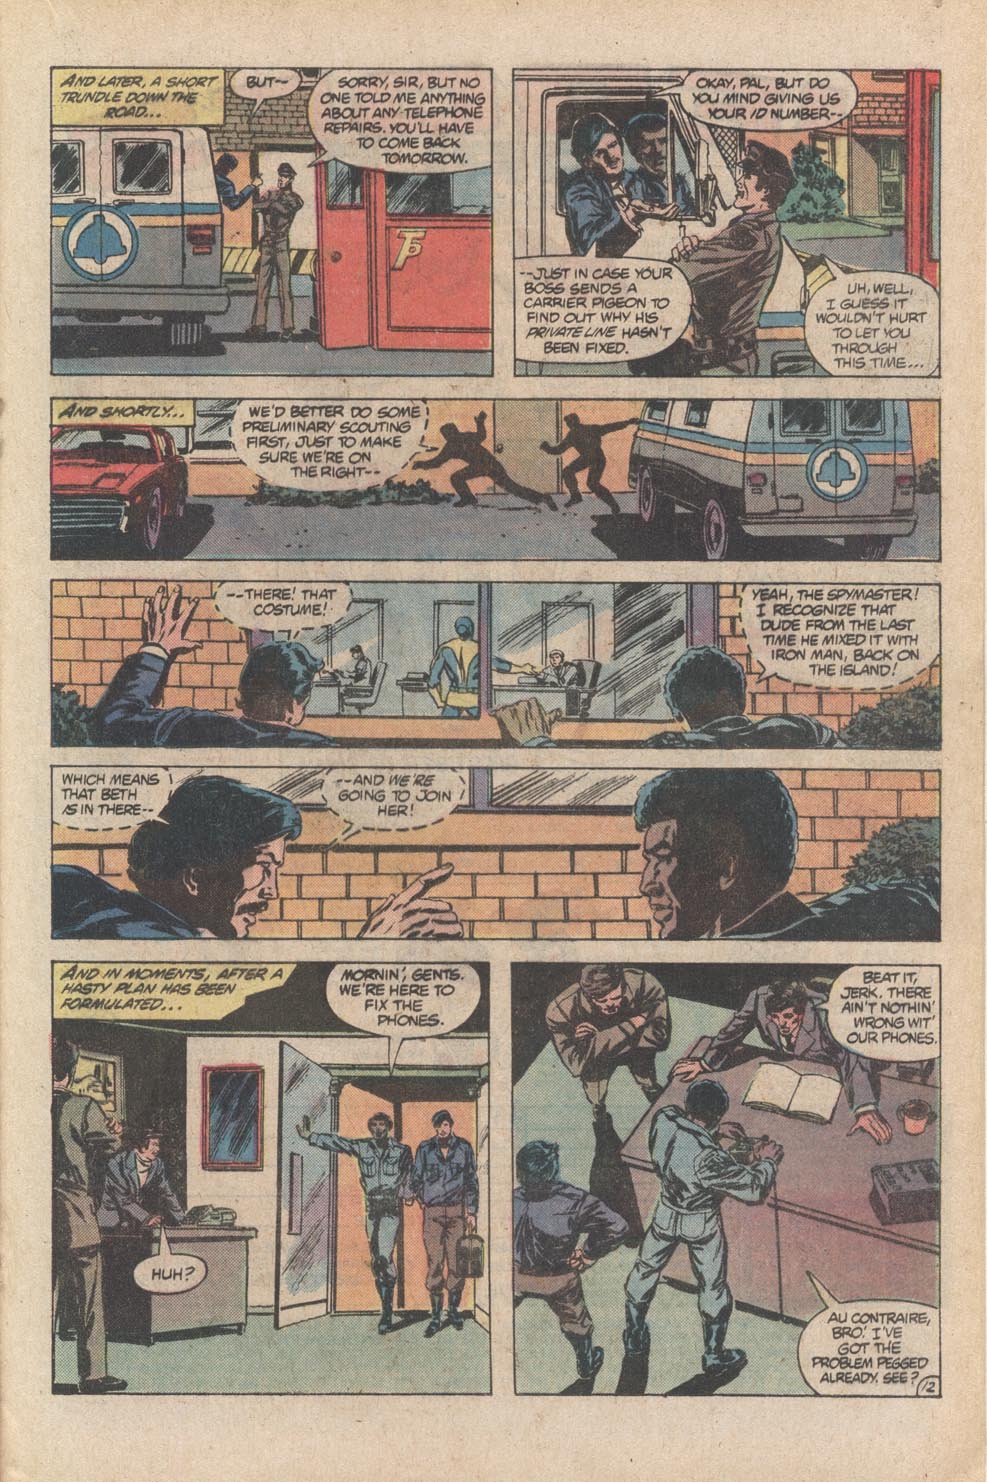 AND LATER, A SHORT
TRUNDLE DOWN THE
ROAD...
BUT--
SORRY, SIR, BUT NO
ONE TOLD ME ANYTHING
ABOUT ANY TELEPHONE
REPAIRS. YOU'LL HAVE
TO COME BACK
TOMORROW.
OKAY, PAL, BUT DO
YOU MIND GIVING US
YOUR ID NUMBER--
--JUST IN CASE YOUR
BOSS SENDS A
CARRIER PIGEON TO
FIND OUT WHY HIS
PRIVATE LINE HASN'T
BEEN FIXED.
UH, WELL,
I GUESS IT
WOULDN'T HURT
TO LET YOU
THROUGH
THIS TIME...
AND SHORTLY...
WE'D BETTER DO SOME
PRELIMINARY SCOUTING
FIRST, JUST TO MAKE
SURE WE'RE ON
THE RIGHT--
--THERE! THAT
COSTUME!
YEAH, THE SPYMASTER!
I RECOGNIZE THAT
DUDE FROM THE LAST
TIME HE MIXED IT WITH
IRON MAN, BACK ON
THE ISLAND!
WHICH MEANS
THAT BETH
IS IN THERE--
--AND WE'RE
GOING TO JOIN
HER!
AND IN MOMENTS, AFTER A
HASTY PLAN HAS BEEN
FORMULATED...
MORNIN', GENTS.
WE'RE HERE TO
FIX THE
PHONES.
HUH?
BEAT IT,
JERK. THERE
AIN'T NOTHIN'
WRONG WIT'
OUR PHONES.
AU CONTRAIRE,
BRO! I'VE
GOT THE
PROBLEM PEGGED
ALREADY. SEE?
12